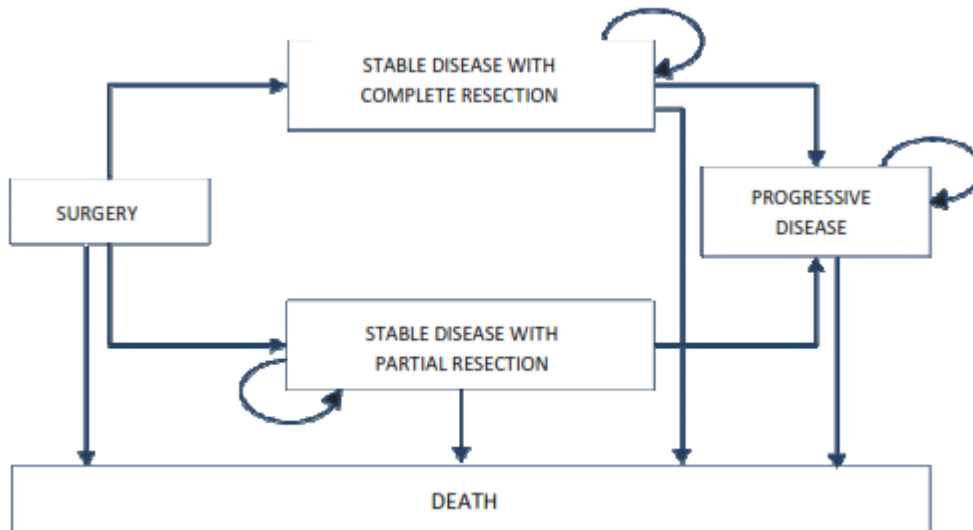 STABLE DISEASE WITH
COMPLETE RESECTION
SURGERY
PROGRESSIVE
DISEASE
STABLE DISEASE WITH
PARTIAL RESECTION
DEATH